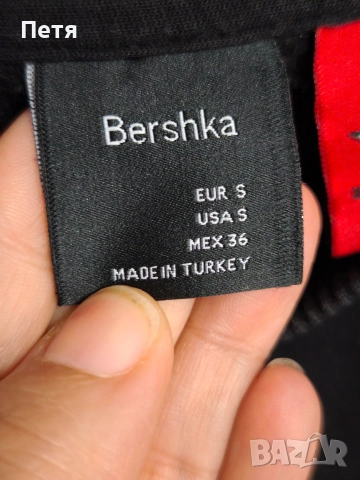 Петя
Bershka
EUR S
USA S
MEX 36
MADE IN TURKEY
BAZAR